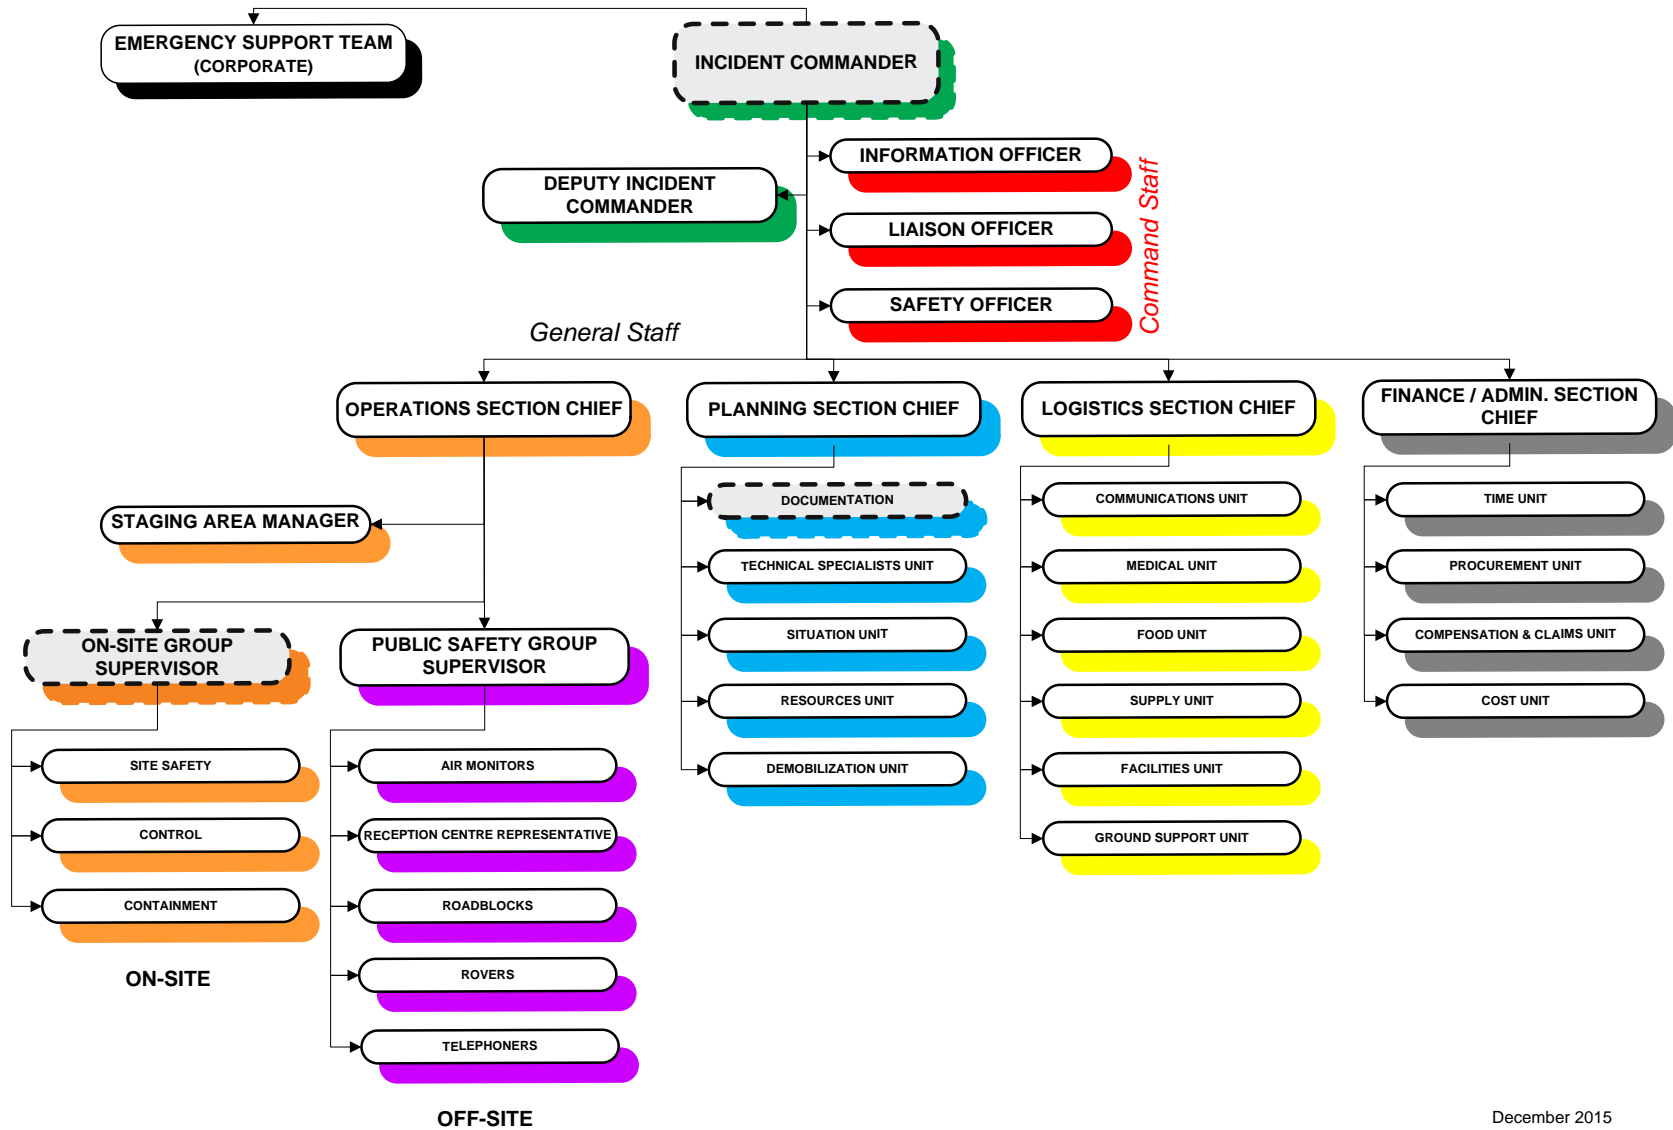 EMERGENCY SUPPORT TEAM
(CORPORATE)
INCIDENT COMMANDER
INFORMATION OFFICER
DEPUTY INCIDENT
COMMANDER
LIAISON OFFICER
SAFETY OFFICER
Command Staff
General Staff
OPERATIONS SECTION CHIEF
PLANNING SECTION CHIEF
LOGISTICS SECTION CHIEF
FINANCE / ADMIN. SECTION
CHIEF
STAGING AREA MANAGER
ON-SITE GROUP
SUPERVISOR
PUBLIC SAFETY GROUP
SUPERVISOR
SITE SAFETY
CONTROL
CONTAINMENT
ON-SITE
AIR MONITORS
RECEPTION CENTRE REPRESENTATIVE
ROADBLOCKS
ROVERS
TELEPHONERS
OFF-SITE
DOCUMENTATION
TECHNICAL SPECIALISTS UNIT
SITUATION UNIT
RESOURCES UNIT
DEMOBILIZATION UNIT
COMMUNICATIONS UNIT
MEDICAL UNIT
FOOD UNIT
SUPPLY UNIT
FACILITIES UNIT
GROUND SUPPORT UNIT
TIME UNIT
PROCUREMENT UNIT
COMPENSATION & CLAIMS UNIT
COST UNIT
December 2015